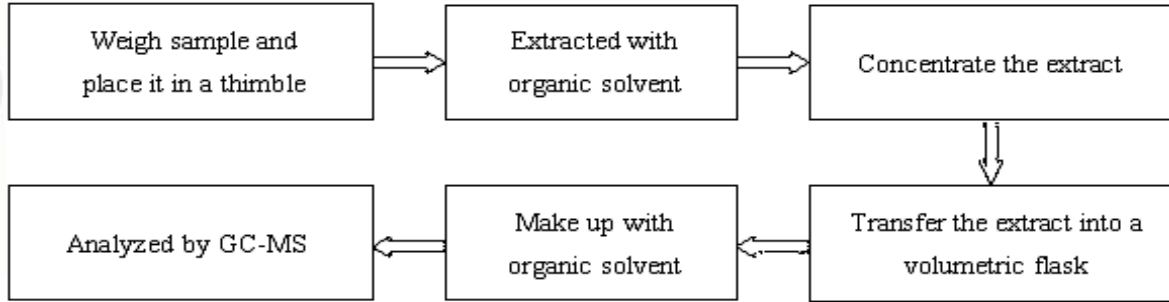 Weigh sample and
place it in a thimble
Extracted with
organic solvent
Concentrate the extract
Transfer the extract into a
volumetric flask
Make up with
organic solvent
Analyzed by GC-MS